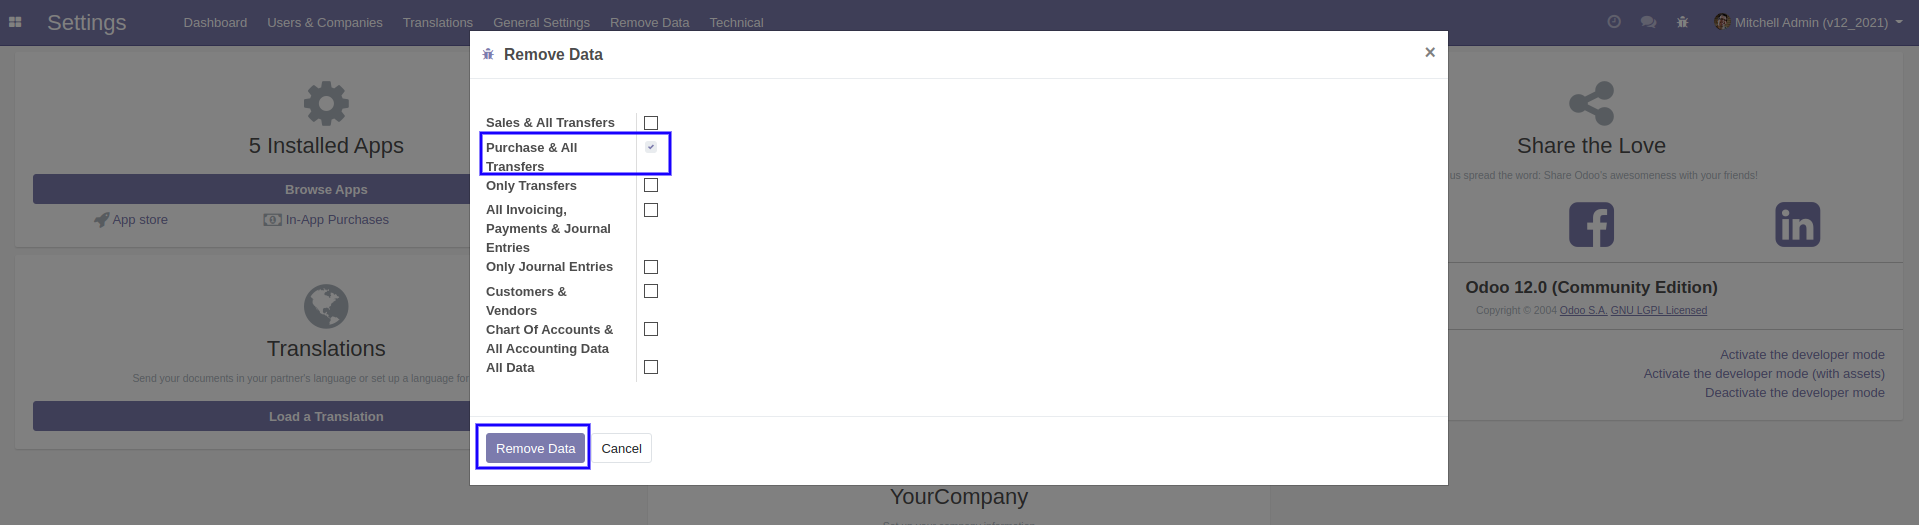 Settings
Dashboard Users & Companies Translations General Settings Remove Data Technical
Mitchell Admin (v12_2021)
Remove Data
×
Sales & All Transfers
Purchase & All
Transfers
Only Transfers
All Invoicing,
Payments & Journal
Entries
Only Journal Entries
Customers &
Vendors
Chart Of Accounts &
All Accounting Data
All Data
Remove Data Cancel
5 Installed Apps
Browse Apps
App store In-App Purchases
Translations
Send your documents in your partner's language or set up a language for
Load a Translation
Share the Love
us spread the word: Share Odoo's awesomeness with your friends!
Odoo 12.0 (Community Edition)
Copyright © 2004 Odoo S.A. GNU LGPL Licensed
Activate the developer mode
Activate the developer mode (with assets)
Deactivate the developer mode
YourCompany